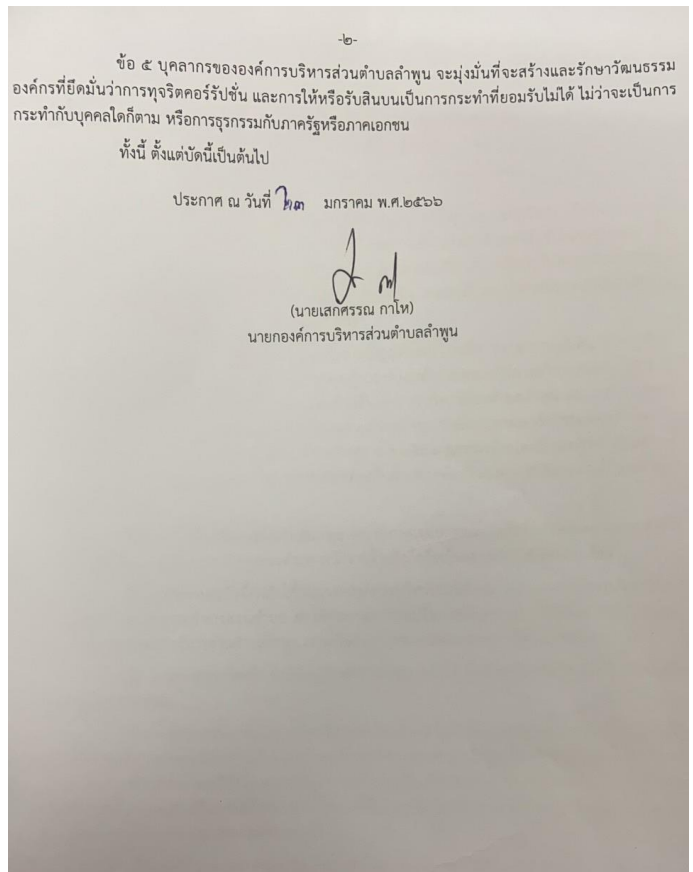 -๒-
ข้อ ๕ บุคลากรขององค์การบริหารส่วนตำบลลำพูน จะมุ่งมั่นที่จะสร้างและรักษาวัฒนธรรม
องค์กรที่ยึดมั่นว่าการทุจริตคอร์รัปชั่น และการให้หรือรับสินบนเป็นการกระทำที่ยอมรับไม่ได้ ไม่ว่าจะเป็นการ
กระทำกับบุคคลใดก็ตาม หรือการธุรกรรมกับภาครัฐหรือภาคเอกชน
ทั้งนี้ ตั้งแต่บัดนี้เป็นต้นไป
ประกาศ ณ วันที่ ๒๓ มกราคม พ.ศ.๒๕๖๖
(นายเสกศรรณ กาโห)
นายกองค์การบริหารส่วนตำบลลำพูน